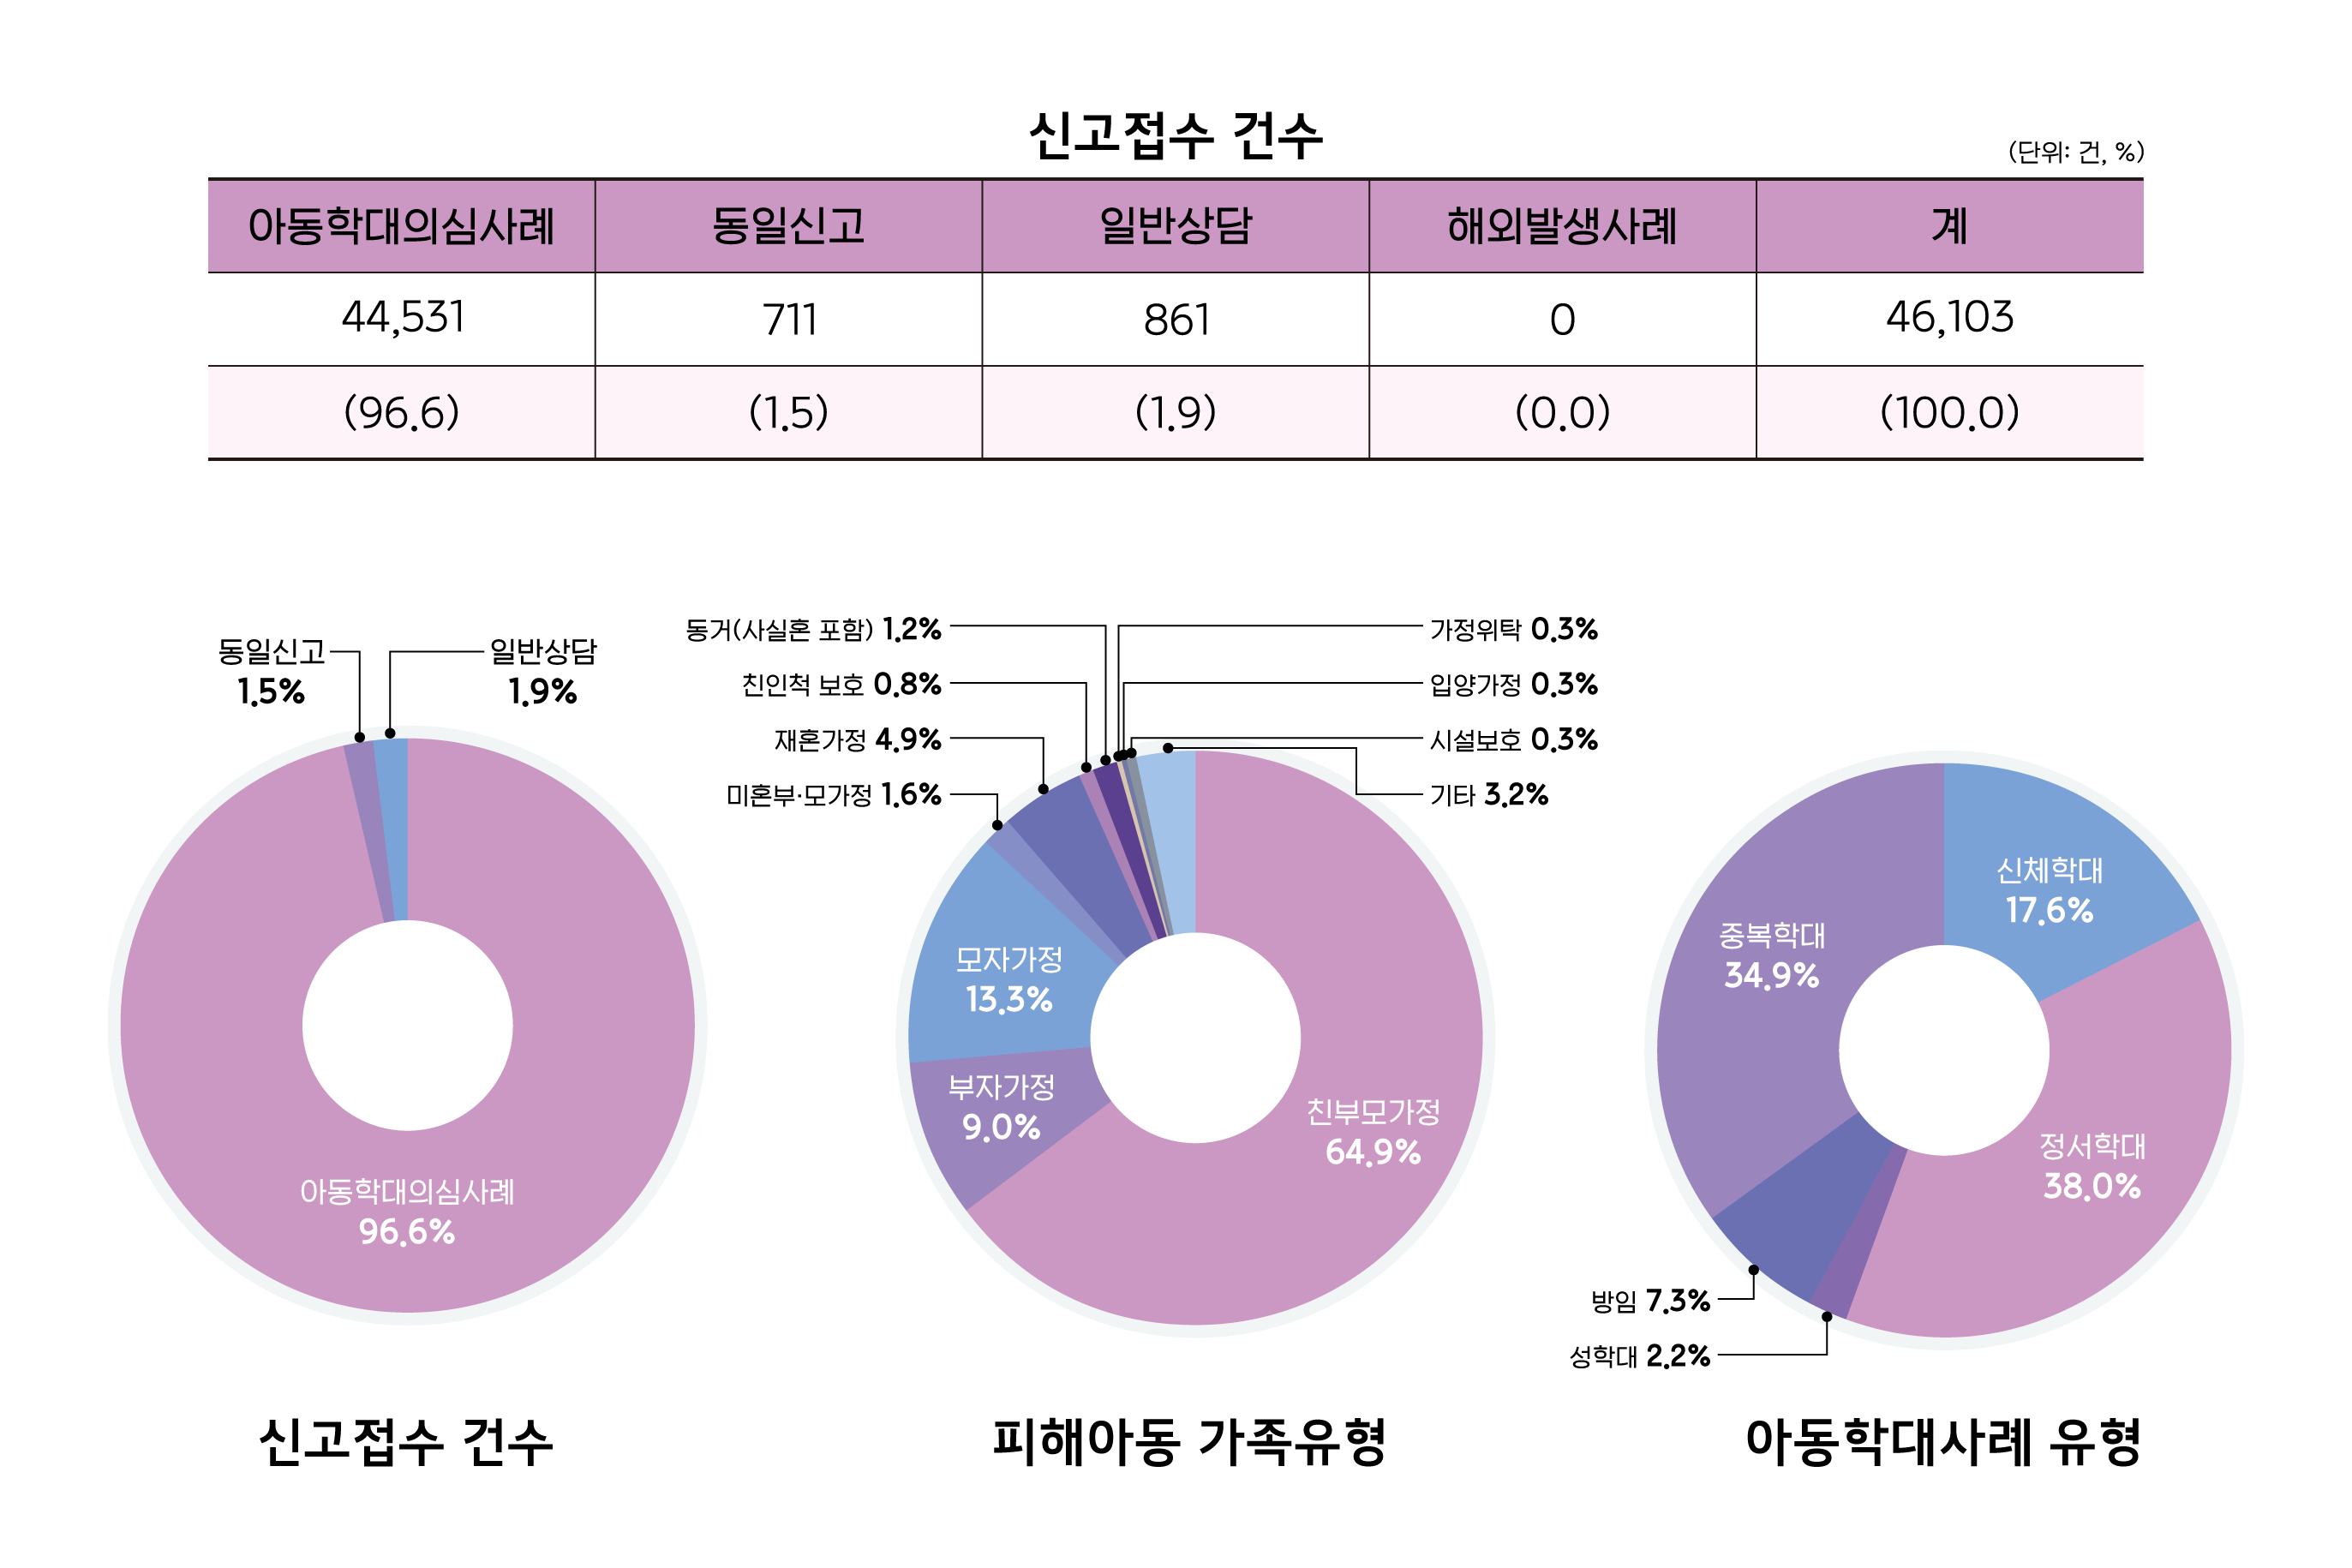 신고접수 건수
(단위: 건, %)
아동학대의심사례 동일신고 일반상담 해외발생사례 계
44,531 711 861 0 46,103
(96.6) (1.5) (1.9) (0.0) (100.0)
동일신고
1.5%
일반상담
1.9%
아동학대의심사례
96.6%
신고접수 건수
동거(사실혼 포함) 1.2%
친인척 보호 0.8%
재혼가정 4.9%
미혼부·모가정 1.6%
가정위탁 0.3%
입양가정 0.3%
시설보호 0.3%
기타 3.2%
모자가정
13.3%
부자가정
9.0%
친부모가정
64.9%
피해아동 가족유형
신체학대
17.6%
중복학대
34.9%
정서학대
38.0%
방임 7.3%
성학대 2.2%
아동학대사례 유형